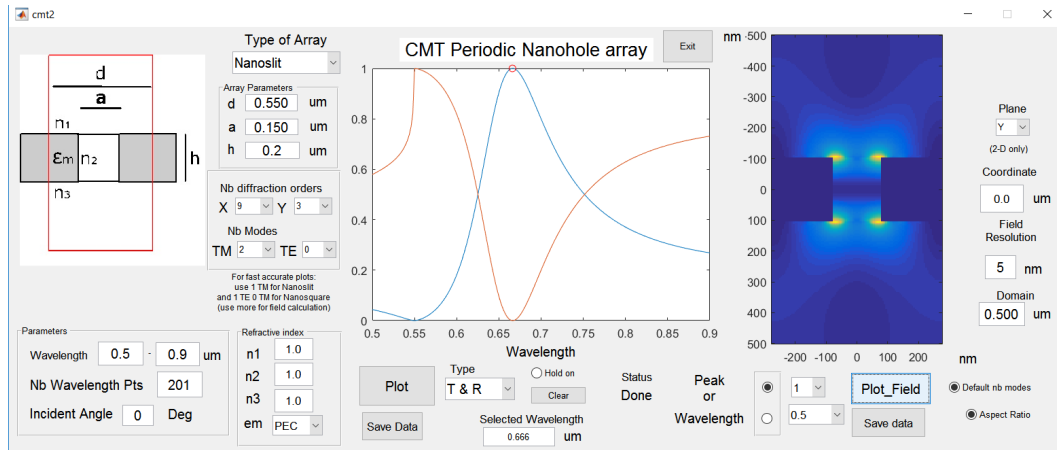 cmt2
d
a
n1
εm
n2
h
n3
Type of Array
Nanoslit
Array Parameters
d 0.550 um
a 0.150 um
h 0.2 um
Nb diffraction orders
X 9 Y 3
Nb Modes
TM 2 TE 0
For fast accurate plots:
use 1 TM for Nanoslit
and 1 TE 0 TM for Nanosquare
(use more for field calculation)
Parameters
Wavelength 0.5 - 0.9 um
Nb Wavelength Pts 201
Incident Angle 0 Deg
Refractive index
n1 1.0
n2 1.0
n3 1.0
em PEC
CMT Periodic Nanohole array
Exit
1
0.8
0.6
0.4
0.2
0
0.5 0.55 0.6 0.65 0.7 0.75 0.8 0.85 0.9
Wavelength
Plot
Save Data
Type
T & R
Hold on
Clear
Selected Wavelength
0.666 um
Status
Done
nm
-500
-400
-300
-200
-100
0
100
200
300
400
500
-200 -100 0 100 200
nm
Plane
Y
(2-D only)
Coordinate
0.0 um
Field
Resolution
5 nm
Domain
0.500 um
Peak
or
Wavelength
1
0.5
Plot_Field
Save data
Default nb modes
Aspect Ratio